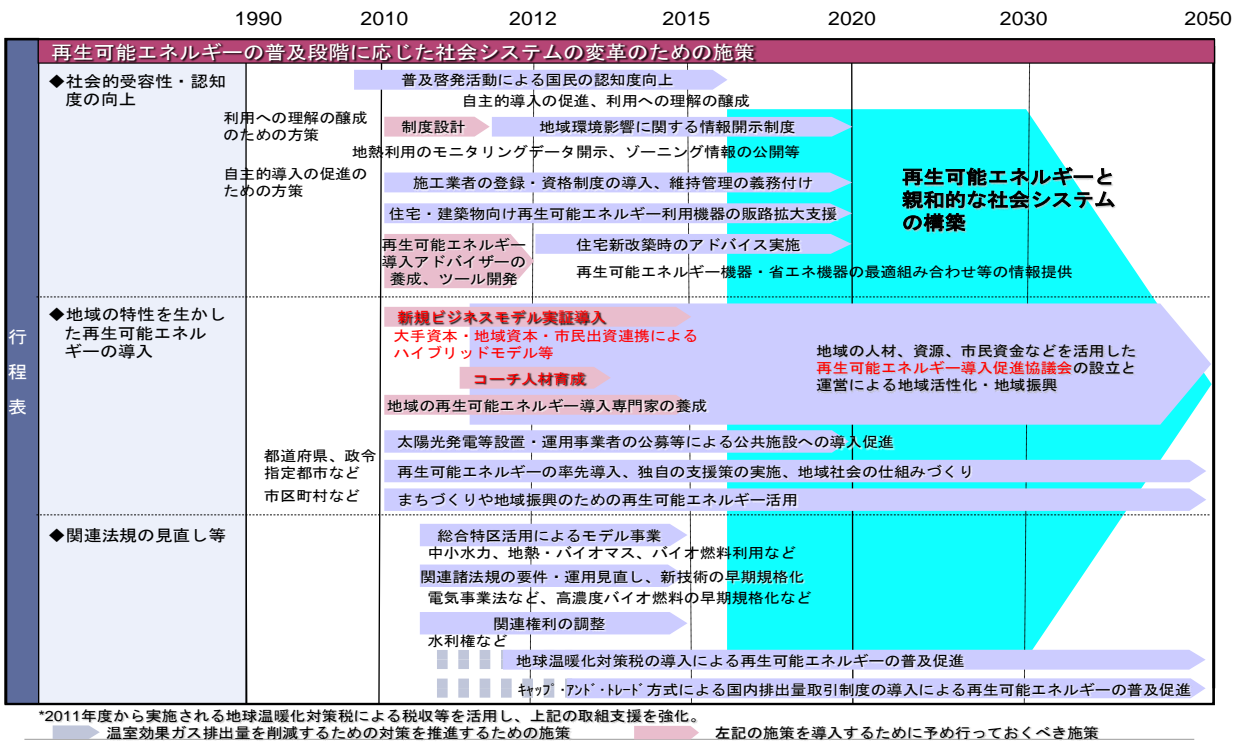 1990 2010 2012 2015 2020 2030 2050
再生可能エネルギーの普及段階に応じた社会システムの変革のための施策
行程表
◆社会的受容性・認知
度の向上
普及啓発活動による国民の認知度向上
自主的導入の促進、利用への理解の醸成
利用への理解の醸成
のための方策
制度設計
地域環境影響に関する情報開示制度
地熱利用のモニタリングデータ開示、ゾーニング情報の公開等
自主的導入の促進の
ための方策
施工業者の登録・資格制度の導入、維持管理の義務付け
住宅・建築物向け再生可能エネルギー利用機器の販路拡大支援
再生可能エネルギー
導入アドバイザーの
養成、ツール開発
住宅新改築時のアドバイス実施
再生可能エネルギー機器・省エネ機器の最適組み合わせ等の情報提供
再生可能エネルギーと
親和的な社会システム
の構築
◆地域の特性を生かし
た再生可能エネル
ギーの導入
新規ビジネスモデル実証導入
大手資本・地域資本・市民出資連携による
ハイブリッドモデル等
コーチ人材育成
地域の再生可能エネルギー導入専門家の養成
地域の人材、資源、市民資金などを活用した
再生可能エネルギー導入促進協議会の設立と
運営による地域活性化・地域振興
太陽光発電等設置・運用事業者の公募等による公共施設への導入促進
都道府県、政令
指定都市など
再生可能エネルギーの率先導入、独自の支援策の実施、地域社会の仕組みづくり
市区町村など
まちづくりや地域振興のための再生可能エネルギー活用
◆関連法規の見直し等
総合特区活用によるモデル事業
中小水力、地熱・バイオマス、バイオ燃料利用など
関連諸法規の要件・運用見直し、新技術の早期規格化
電気事業法など、高濃度バイオ燃料の早期規格化など
関連権利の調整
水利権など
地球温暖化対策税の導入による再生可能エネルギーの普及促進
ｷｬｯﾌﾟ･ｱﾝﾄﾞ･ﾄﾚｰﾄﾞ方式による国内排出量取引制度の導入による再生可能エネルギーの普及促進
*2011年度から実施される地球温暖化対策税による税収等を活用し、上記の取組支援を強化。
温室効果ガス排出量を削減するための対策を推進するための施策
左記の施策を導入するために予め行っておくべき施策